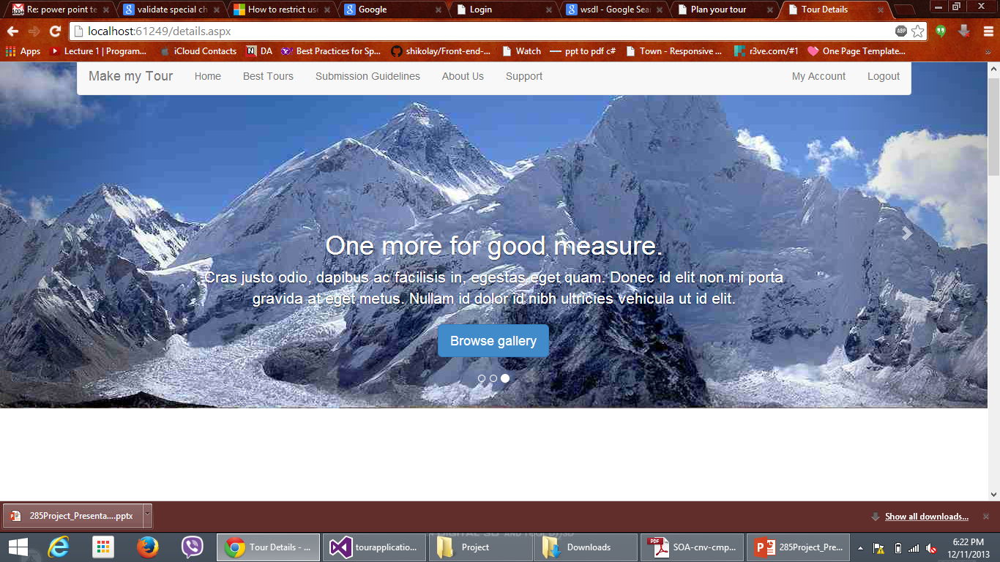 Re: power point te
validate special ch
How to restrict use
Google
Login
wsdl - Google Sea
Plan your tour
Tour Details
localhost:61249/details.aspx
ABP
Apps
Lecture 1 | Program...
iCloud Contacts
DA
Best Practices for Sp...
shikolay/Front-end-...
Watch
ppt to pdf c#
Town - Responsive ...
r3ve.com/#1
One Page Template...
Make my Tour
Home
Best Tours
Submission Guidelines
About Us
Support
My Account
Logout
One more for good measure.
Cras justo odio, dapibus ac facilisis in, egestas eget quam. Donec id elit non mi porta
gravida at eget metus. Nullam id dolor id nibh ultricies vehicula ut id elit.
Browse gallery
285Project_Presenta....pptx
Show all downloads...
Tour Details - ...
tourapplicatio...
Project
Downloads
SOA-cnv-cmp...
285Project_Pre...
6:22 PM
12/11/2013